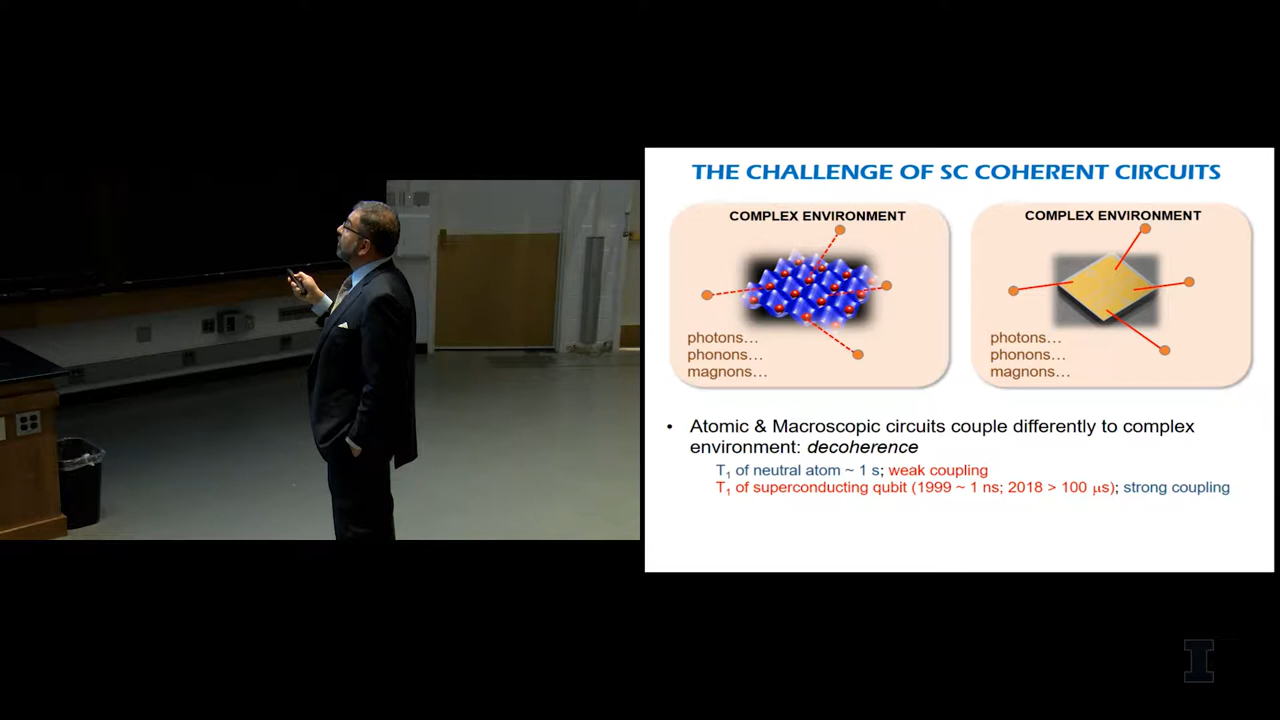 THE CHALLENGE OF SC COHERENT CIRCUITS
COMPLEX ENVIRONMENT
photons…
phonons…
magnons…
COMPLEX ENVIRONMENT
photons…
phonons…
magnons…
• Atomic & Macroscopic circuits couple differently to complex
environment: decoherence
T₁ of neutral atom ~ 1 s; weak coupling
T₁ of superconducting qubit (1999 ~ 1 ns; 2018 > 100 μs); strong coupling
I